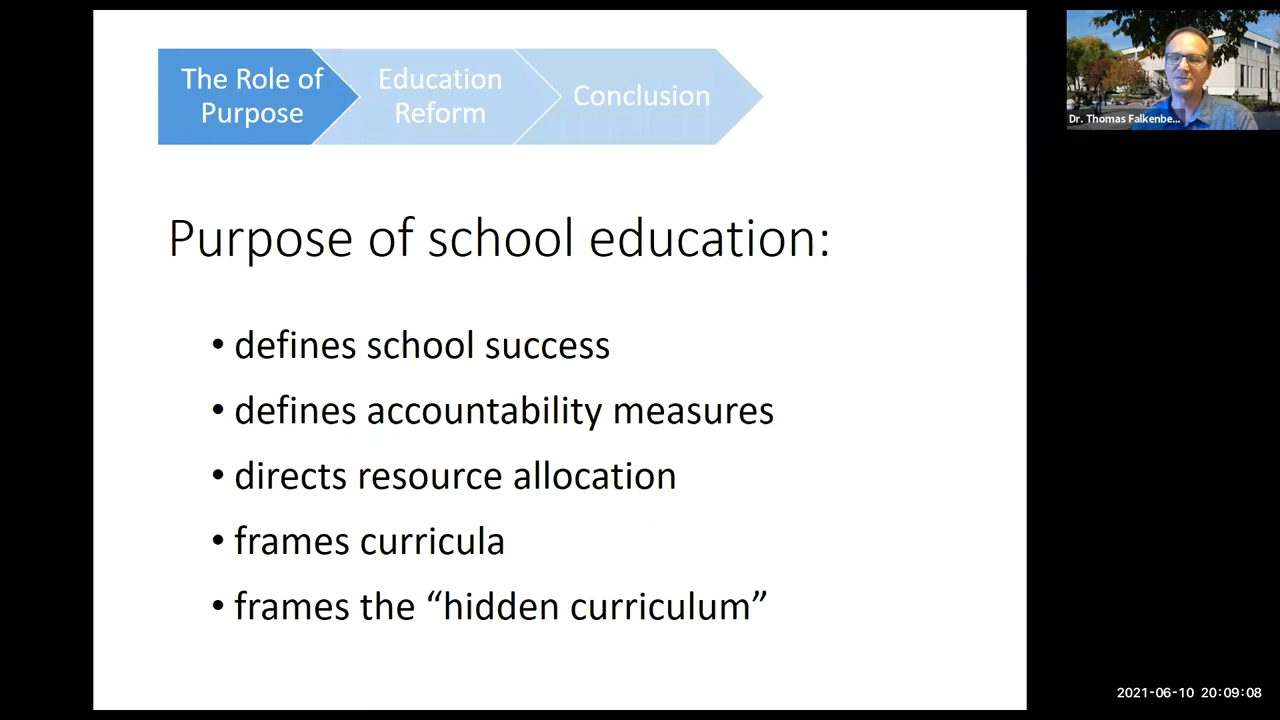 The Role of
Purpose
Education
Reform
Conclusion
Dr. Thomas Falkenbe...
Purpose of school education:
• defines school success
• defines accountability measures
• directs resource allocation
• frames curricula
• frames the “hidden curriculum”
2021-06-10 20:09:08